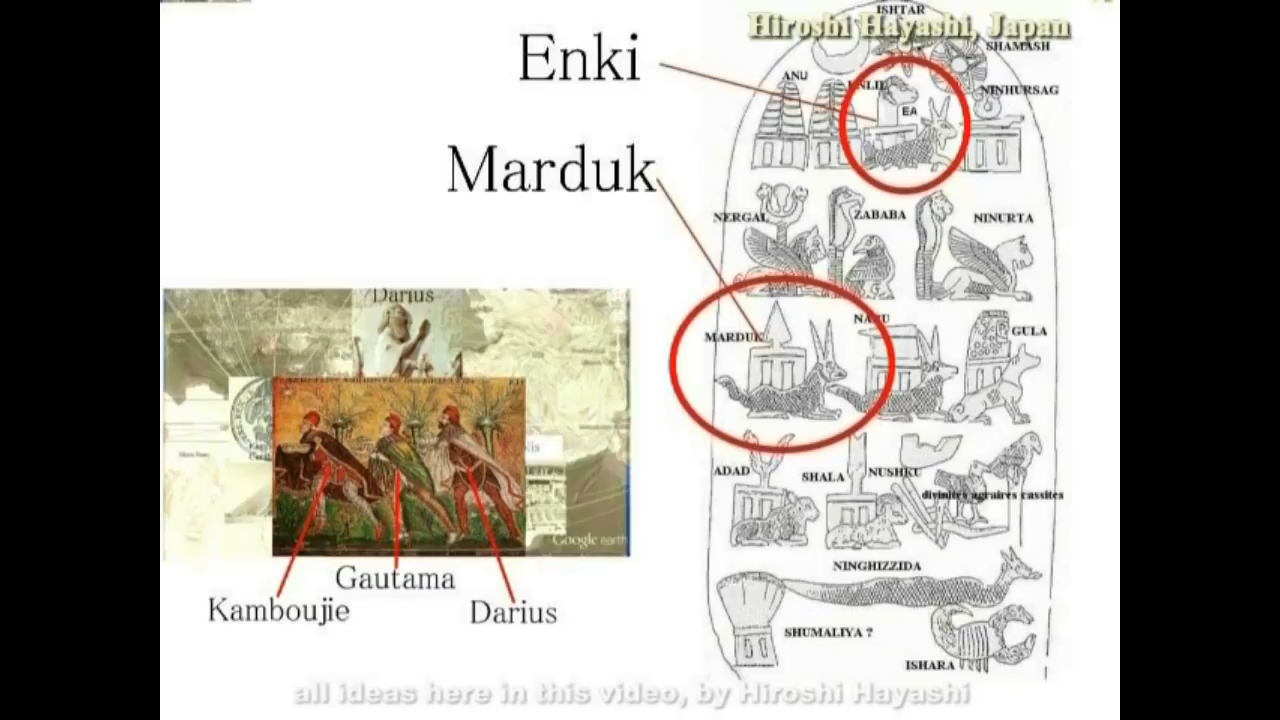 ISHTAR
Hiroshi Hayashi, Japan
SHAMASH
Enki
ANU
ENLIL
NINHURSAG
EA
Marduk
NERGAL
ZABABA
NINURTA
Darius
MARDUK
NABU
GULA
ADAD
SHALA
NUSHKU
divinites agraires cassites
Google earth
NINGHIZZIDA
Gautama
Kamboujie
Darius
SHUMALIYA ?
ISHARA
all ideas here in this video, by Hiroshi Hayashi